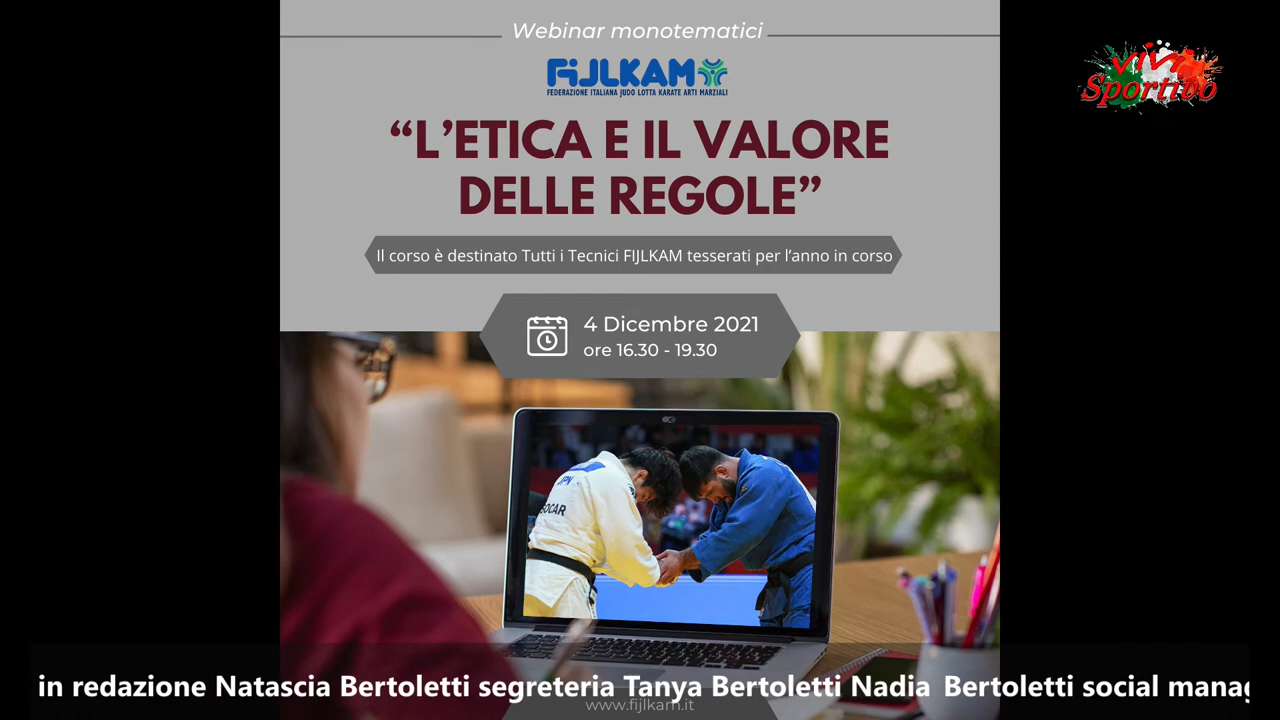 Webinar monotematici
FIJLKAM
FEDERAZIONE ITALIANA JUDO LOTTA KARATE ARTI MARZIALI
vivi
Sportivo
“L’ETICA E IL VALORE
DELLE REGOLE”
Il corso è destinato Tutti i Tecnici FIJLKAM tesserati per l’anno in corso
4 Dicembre 2021
ore 16.30 - 19.30
JPN
SOCAR
in redazione Natascia Bertoletti segreteria Tanya Bertoletti Nadia Bertoletti social manag
www.fijlkam.it